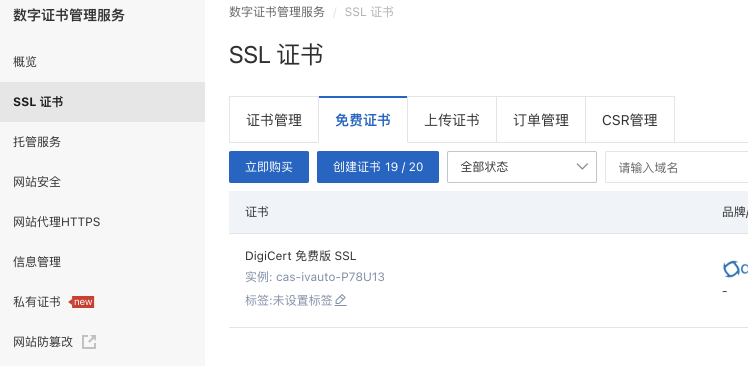 数字证书管理服务
概览
SSL 证书
托管服务
网站安全
网站代理HTTPS
信息管理
私有证书 new
网站防篡改
数字证书管理服务 / SSL 证书
SSL 证书
证书管理 免费证书 上传证书 订单管理 CSR管理
立即购买 创建证书 19 / 20 全部状态 请输入域名
证书 品牌/
DigiCert 免费版 SSL
实例: cas-ivauto-P78U13
标签:未设置标签
-